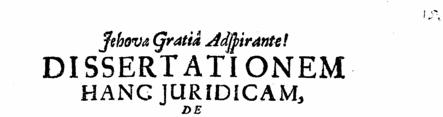 Jehova Gratiâ Adſpirante!
DISSERTATIONEM
HANC JURIDICAM,
DE